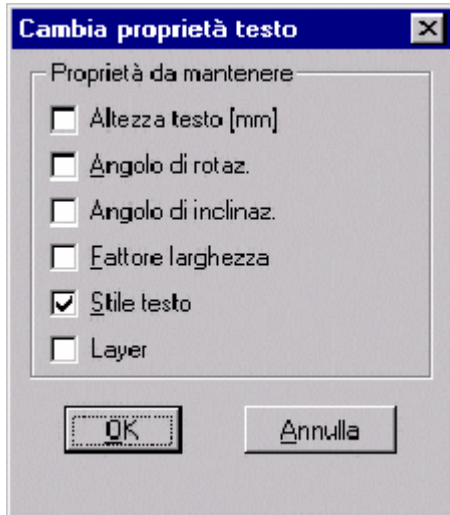 Cambia proprietà testo
Proprietà da mantenere
Altezza testo [mm]
Angolo di rotaz.
Angolo di inclinaz.
Fattore larghezza
Stile testo
Layer
OK
Annulla